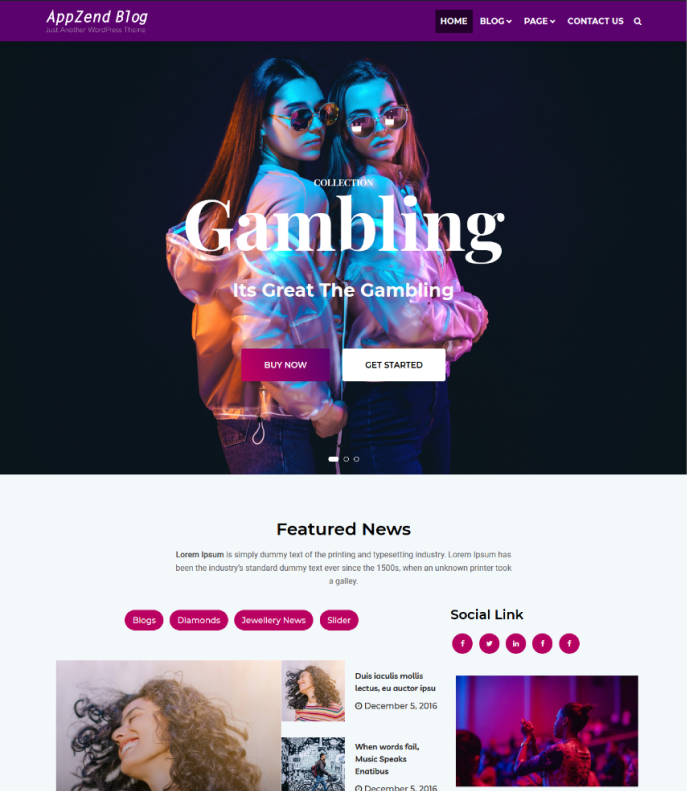 AppZend Blog
Just Another WordPress Theme
HOME BLOG PAGE CONTACT US
COLLECTION
Gambling
Its Great The Gambling
BUY NOW GET STARTED
Featured News
Lorem Ipsum is simply dummy text of the printing and typesetting industry. Lorem Ipsum has
been the industry's standard dummy text ever since the 1500s, when an unknown printer took
a galley.
Blogs Diamonds Jewellery News Slider
Social Link
Duis iaculis mollis
lectus, eu auctor ipsu
December 5, 2016
When words fail,
Music Speaks
Enatibus
December 5, 2016